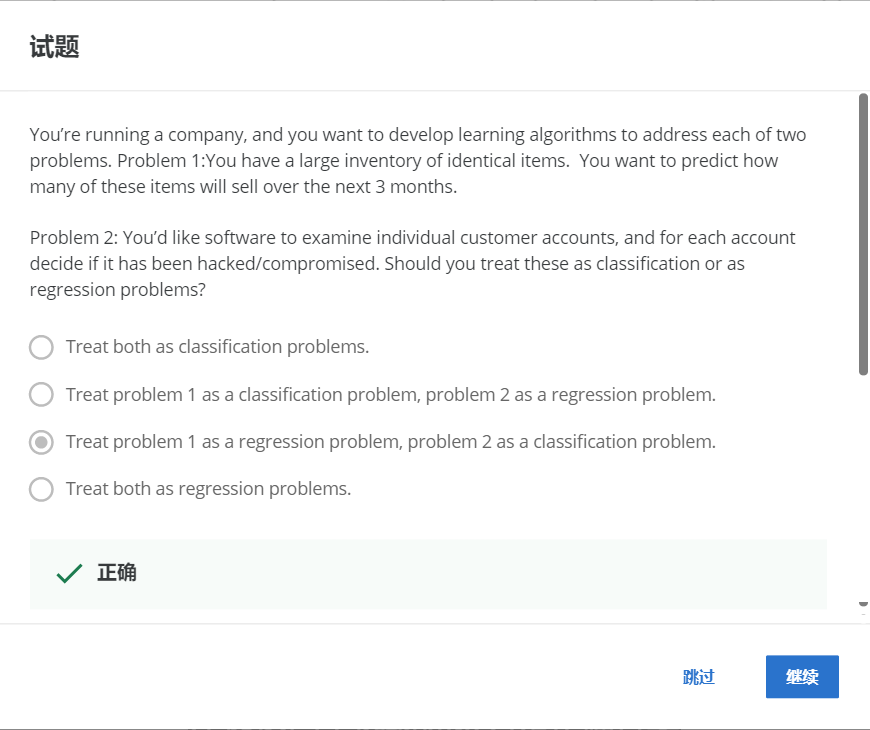 试题
You’re running a company, and you want to develop learning algorithms to address each of two
problems. Problem 1:You have a large inventory of identical items.  You want to predict how
many of these items will sell over the next 3 months.
Problem 2: You’d like software to examine individual customer accounts, and for each account
decide if it has been hacked/compromised. Should you treat these as classification or as
regression problems?
Treat both as classification problems.
Treat problem 1 as a classification problem, problem 2 as a regression problem.
Treat problem 1 as a regression problem, problem 2 as a classification problem.
Treat both as regression problems.
正确
跳过
继续